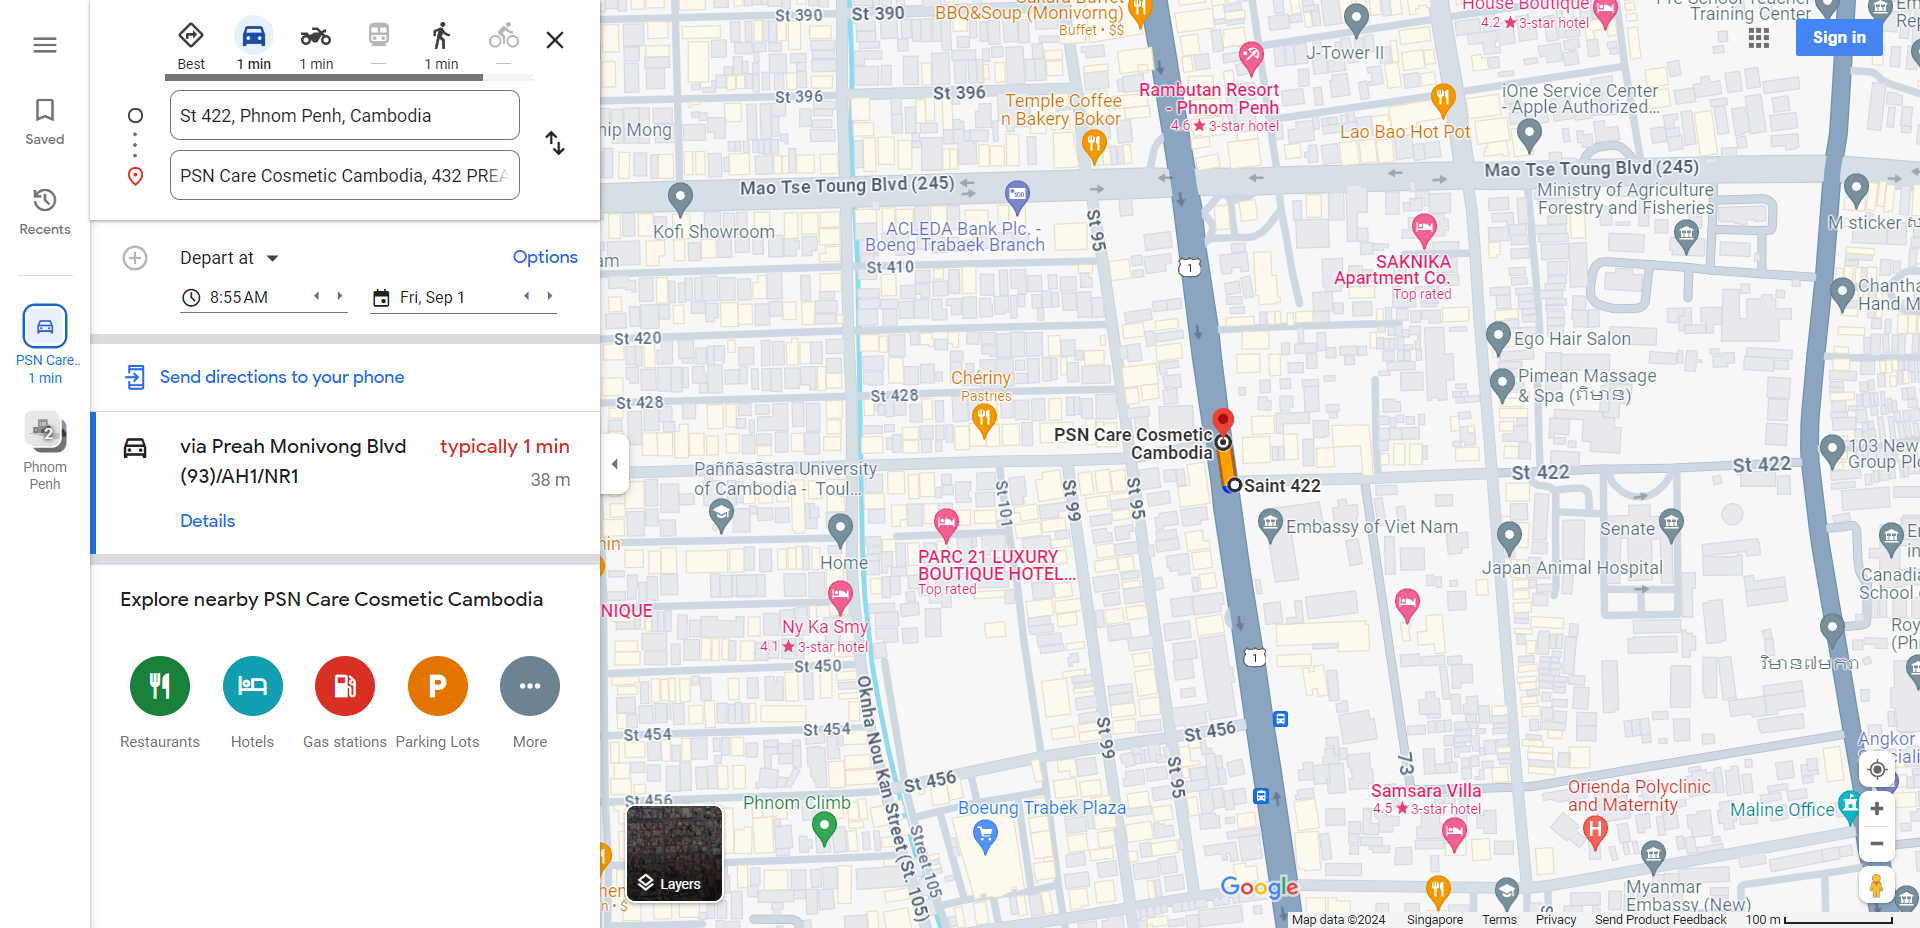 Saved
Recents
PSN Care..
1 min
2
Phnom
Penh
Best
1 min
1 min
—
1 min
—
St 422, Phnom Penh, Cambodia
PSN Care Cosmetic Cambodia, 432 PREA
Depart at
Options
8:55 AM
Fri, Sep 1
Send directions to your phone
via Preah Monivong Blvd
(93)/AH1/NR1
typically 1 min
38 m
Details
Explore nearby PSN Care Cosmetic Cambodia
P
Restaurants
Hotels
Gas stations
Parking Lots
More
St 390
St 390
BBQ&Soup (Monivorng)
Buffet • $$
J-Tower II
House Boutique
4.2 ★ 3-star hotel
Training Center
Sign in
St 396
St 396
Rambutan Resort
- Phnom Penh
4.6 ★ 3-star hotel
Temple Coffee
n Bakery Bokor
Lao Bao Hot Pot
iOne Service Center
- Apple Authorized...
hip Mong
Mao Tse Toung Blvd (245)
Mao Tse Toung Blvd (245)
Ministry of Agriculture
Forestry and Fisheries
Kofi Showroom
ACLEDA Bank Plc. -
Boeng Trabaek Branch
St 95
M sticker
St 410
1
SAKNIKA
Apartment Co.
Top rated
Chantha
Hand M
St 420
Ego Hair Salon
Chériny
Pastries
St 428
St 428
Pimean Massage
& Spa (ពិមាន)
PSN Care Cosmetic
Cambodia
103 New
Group Pl
Paññāsāstra University
of Cambodia - Toul...
St 101
St 99
St 95
Saint 422
St 422
St 422
Embassy of Viet Nam
Senate
Home
PARC 21 LUXURY
BOUTIQUE HOTEL...
Top rated
Japan Animal Hospital
Canadia
School o
NIQUE
Ny Ka Smy
4.1 ★ 3-star hotel
Roy
(Ph
St 450
1
វិមាន៧មករា
St 454
St 454
St 99
St 95
St 456
73
Angkor
St 456
St 456
Oknha Nou Kan Street (St. 105)
Street 105
Phnom Climb
Boeung Trabek Plaza
Samsara Villa
4.5 ★ 3-star hotel
Orienda Polyclinic
and Maternity
H
Maline Office
Layers
Google
Myanmar
Embassy (New)
Map data ©2024
Singapore
Terms
Privacy
Send Product Feedback
100 m